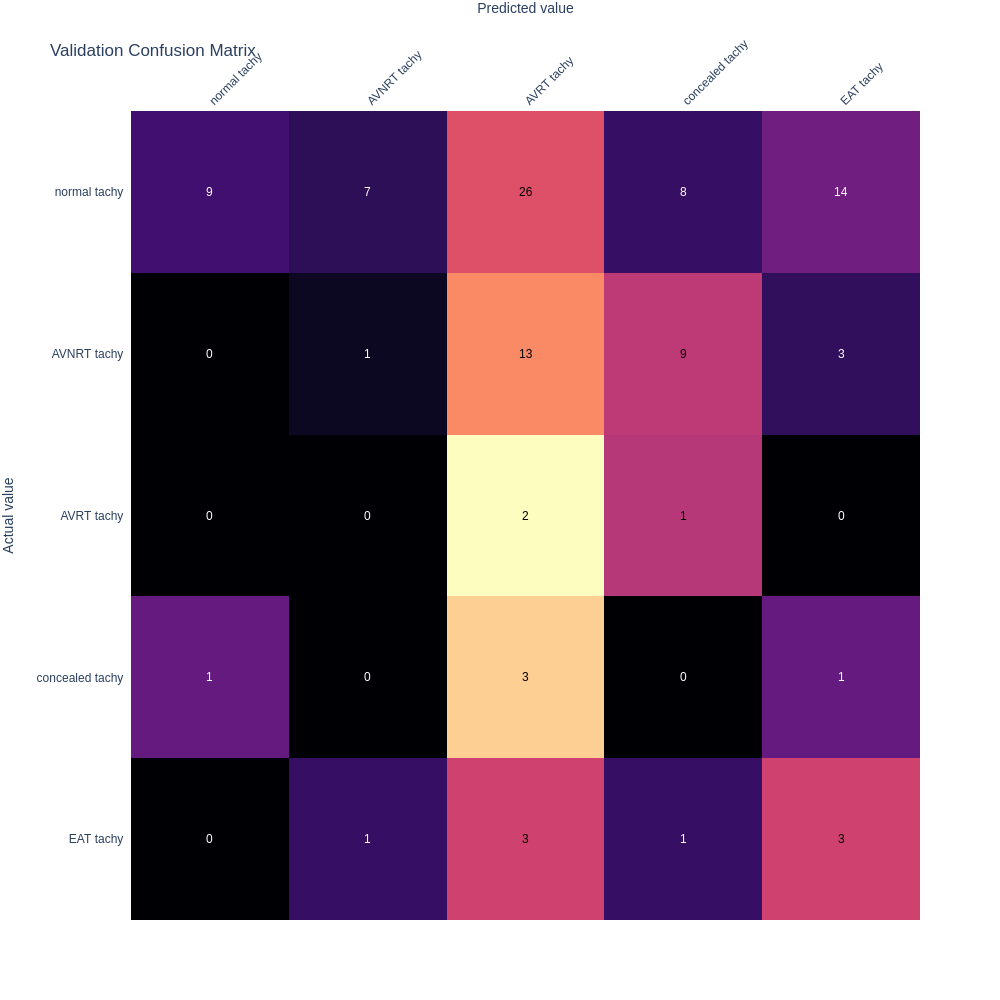 Predicted value
Validation Confusion Matrix
normal tachy AVNRT tachy AVRT tachy concealed tachy EAT tachy
normal tachy 9 7 26 8 14
AVNRT tachy 0 1 13 9 3
Actual value
AVRT tachy 0 0 2 1 0
concealed tachy 1 0 3 0 1
EAT tachy 0 1 3 1 3